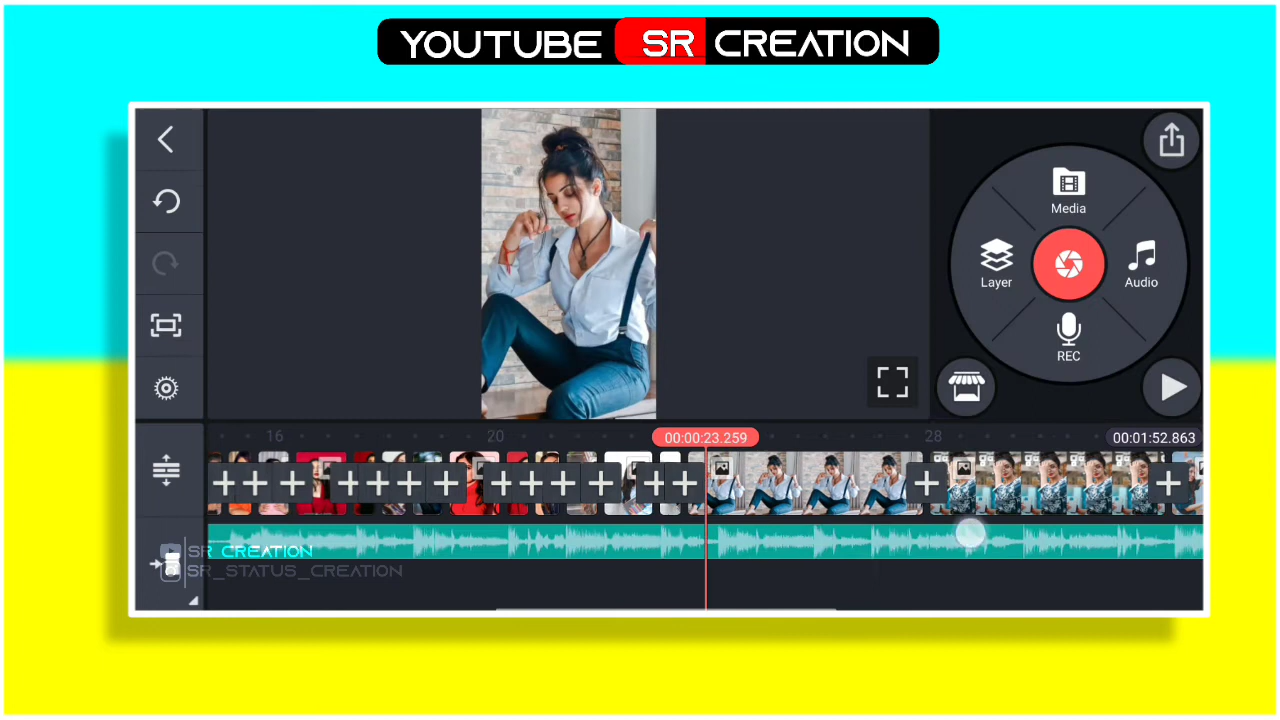 YOUTUBE SR CREATION
Media
Layer
Audio
REC
16
20
00:00:23.259
28
00:01:52.863
SR CREATION
SR_STATUS_CREATION